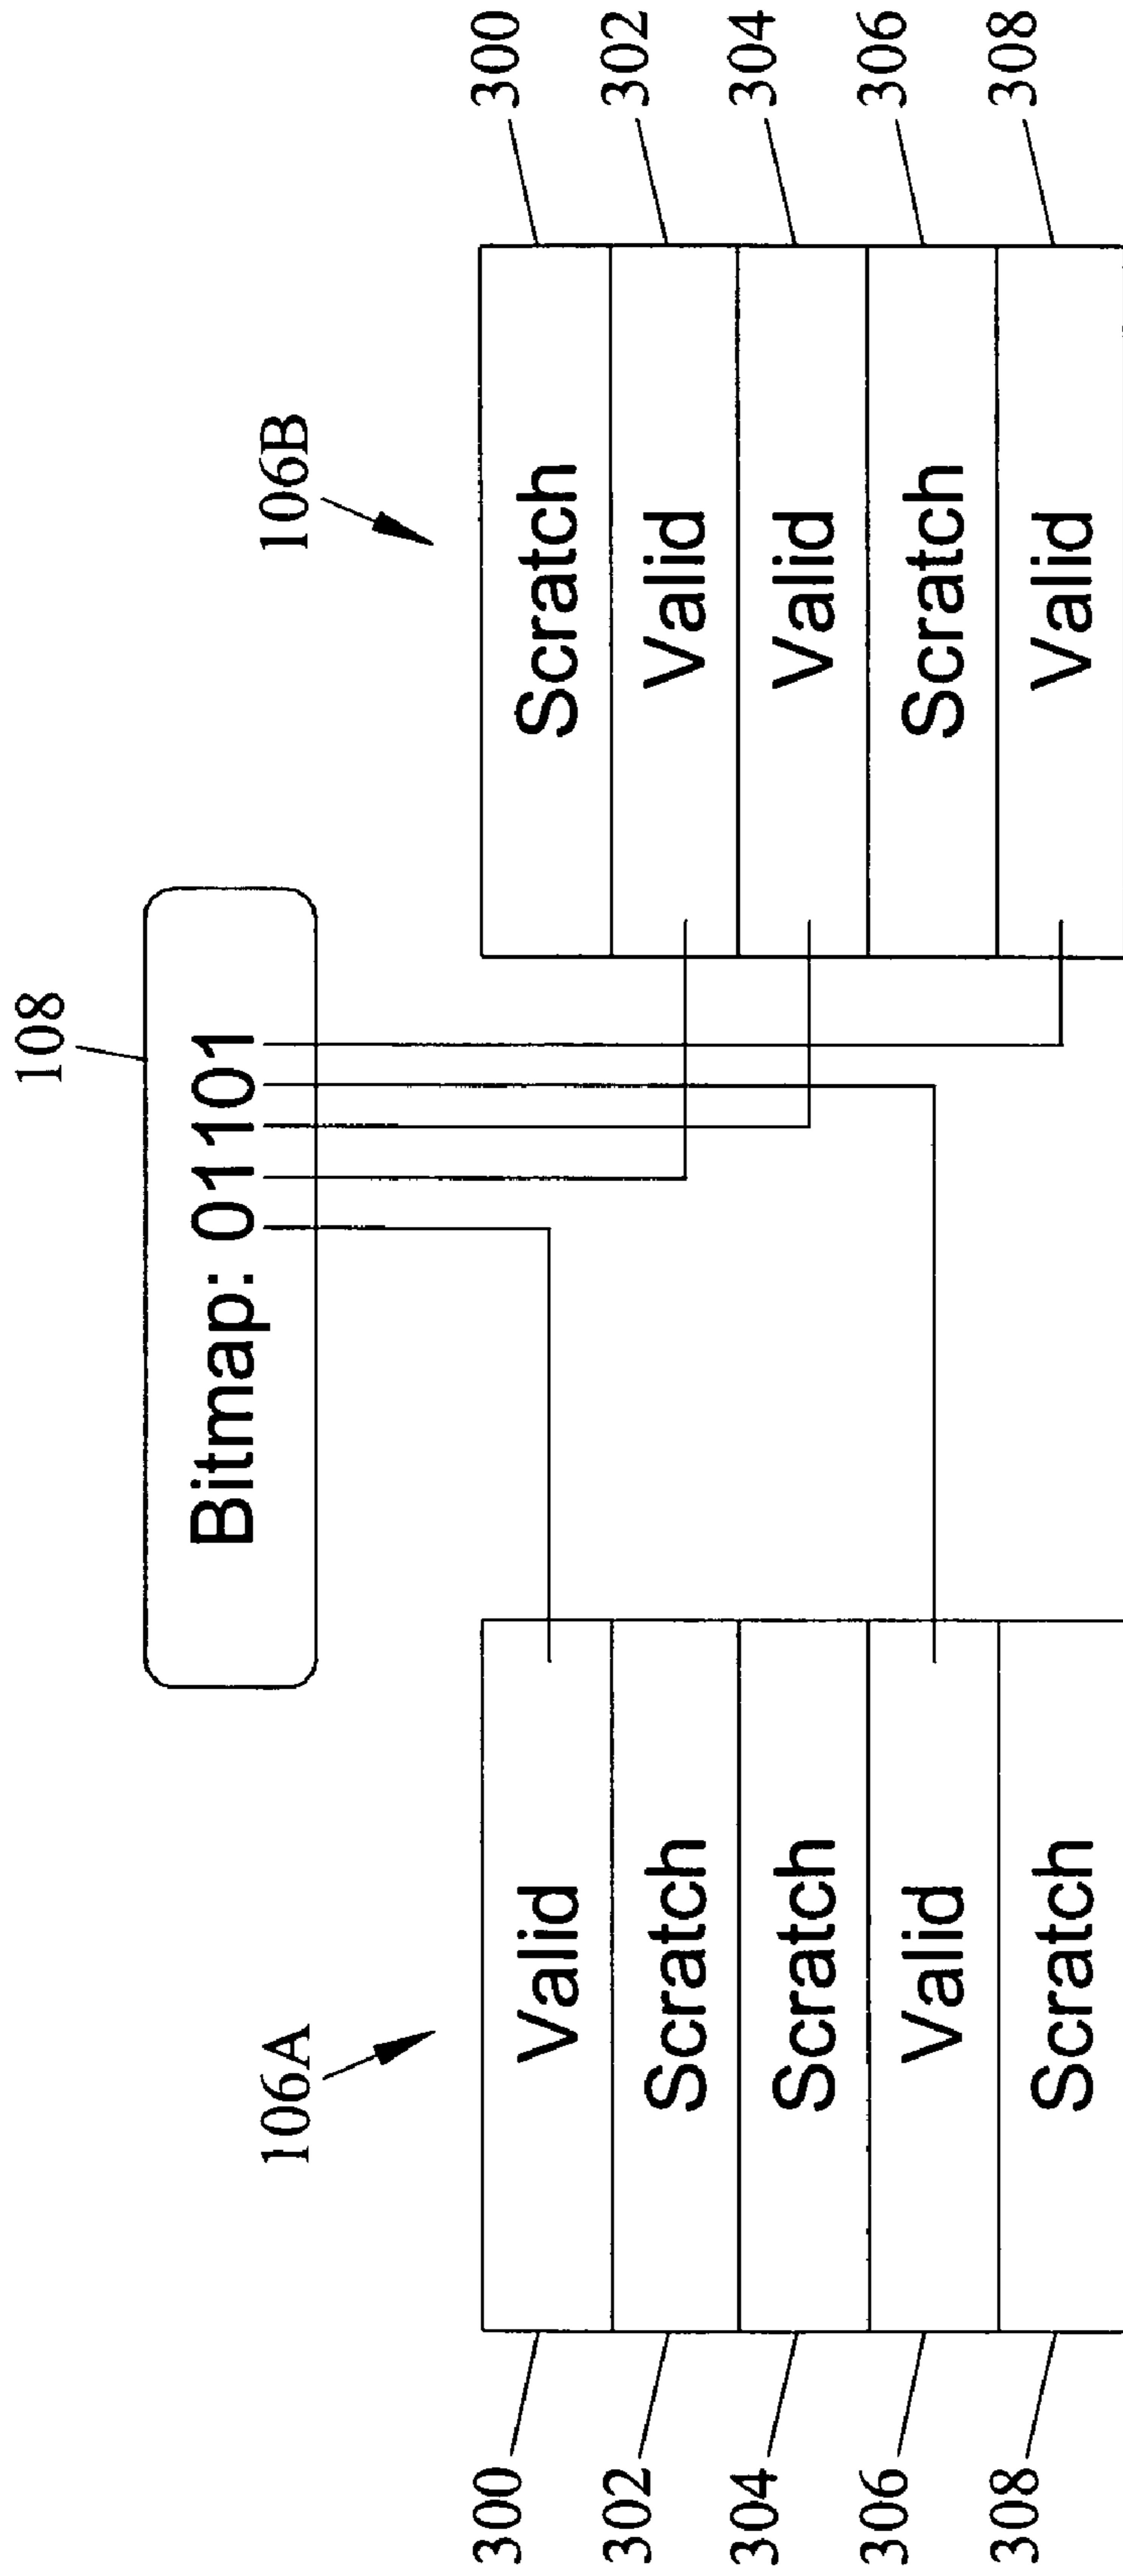 108
Bitmap: 01101
106A
106B
300 Valid Scratch 300
302 Scratch Valid 302
304 Scratch Valid 304
306 Valid Scratch 306
308 Scratch Valid 308